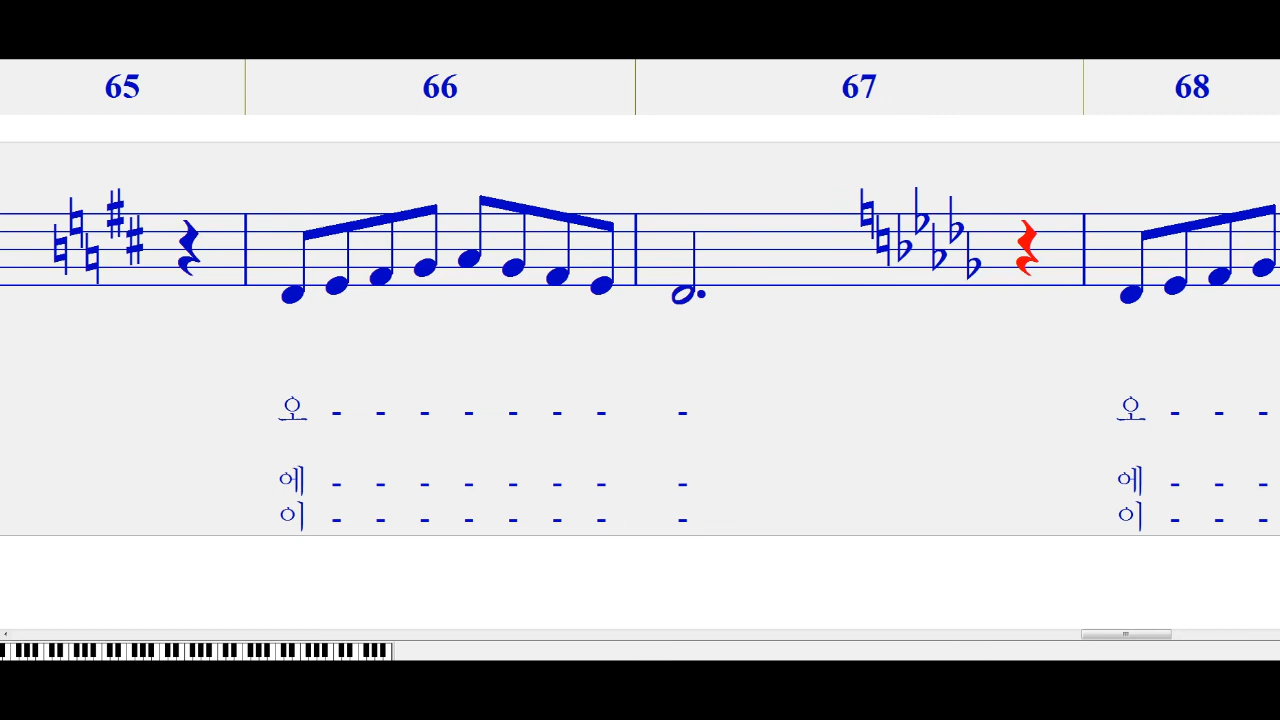 65 66 67 68
오 - - - - - - - - 오 - - -
에 - - - - - - - - 에 - - -
이 - - - - - - - - 이 - - -